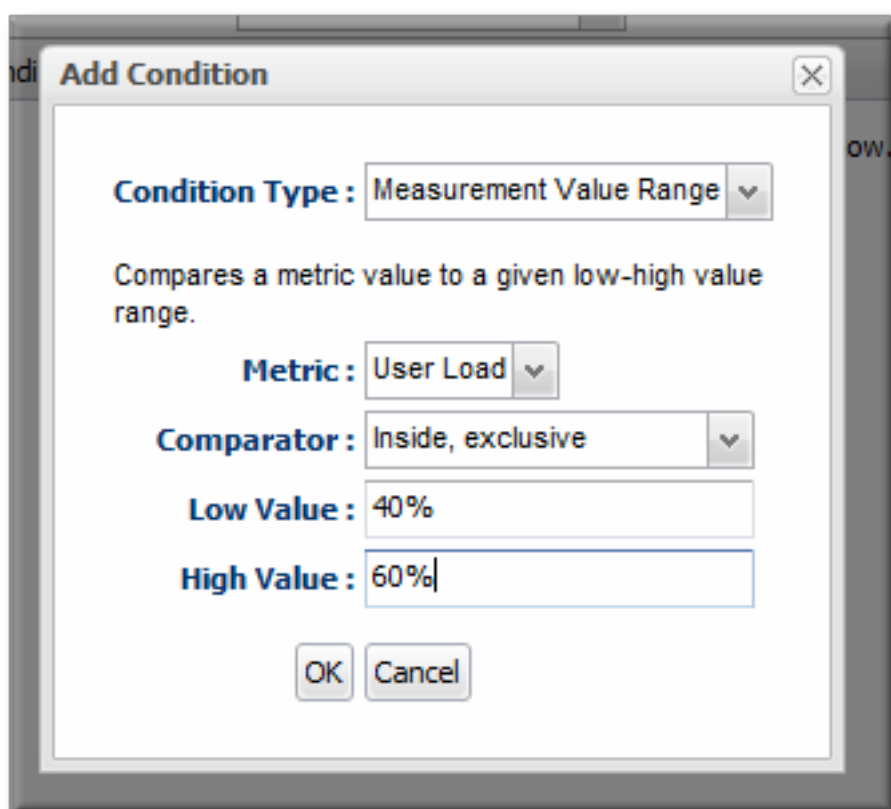 Add Condition
Condition Type : Measurement Value Range
Compares a metric value to a given low-high value
range.
Metric : User Load
Comparator : Inside, exclusive
Low Value : 40%
High Value : 60%
OK Cancel
ow.